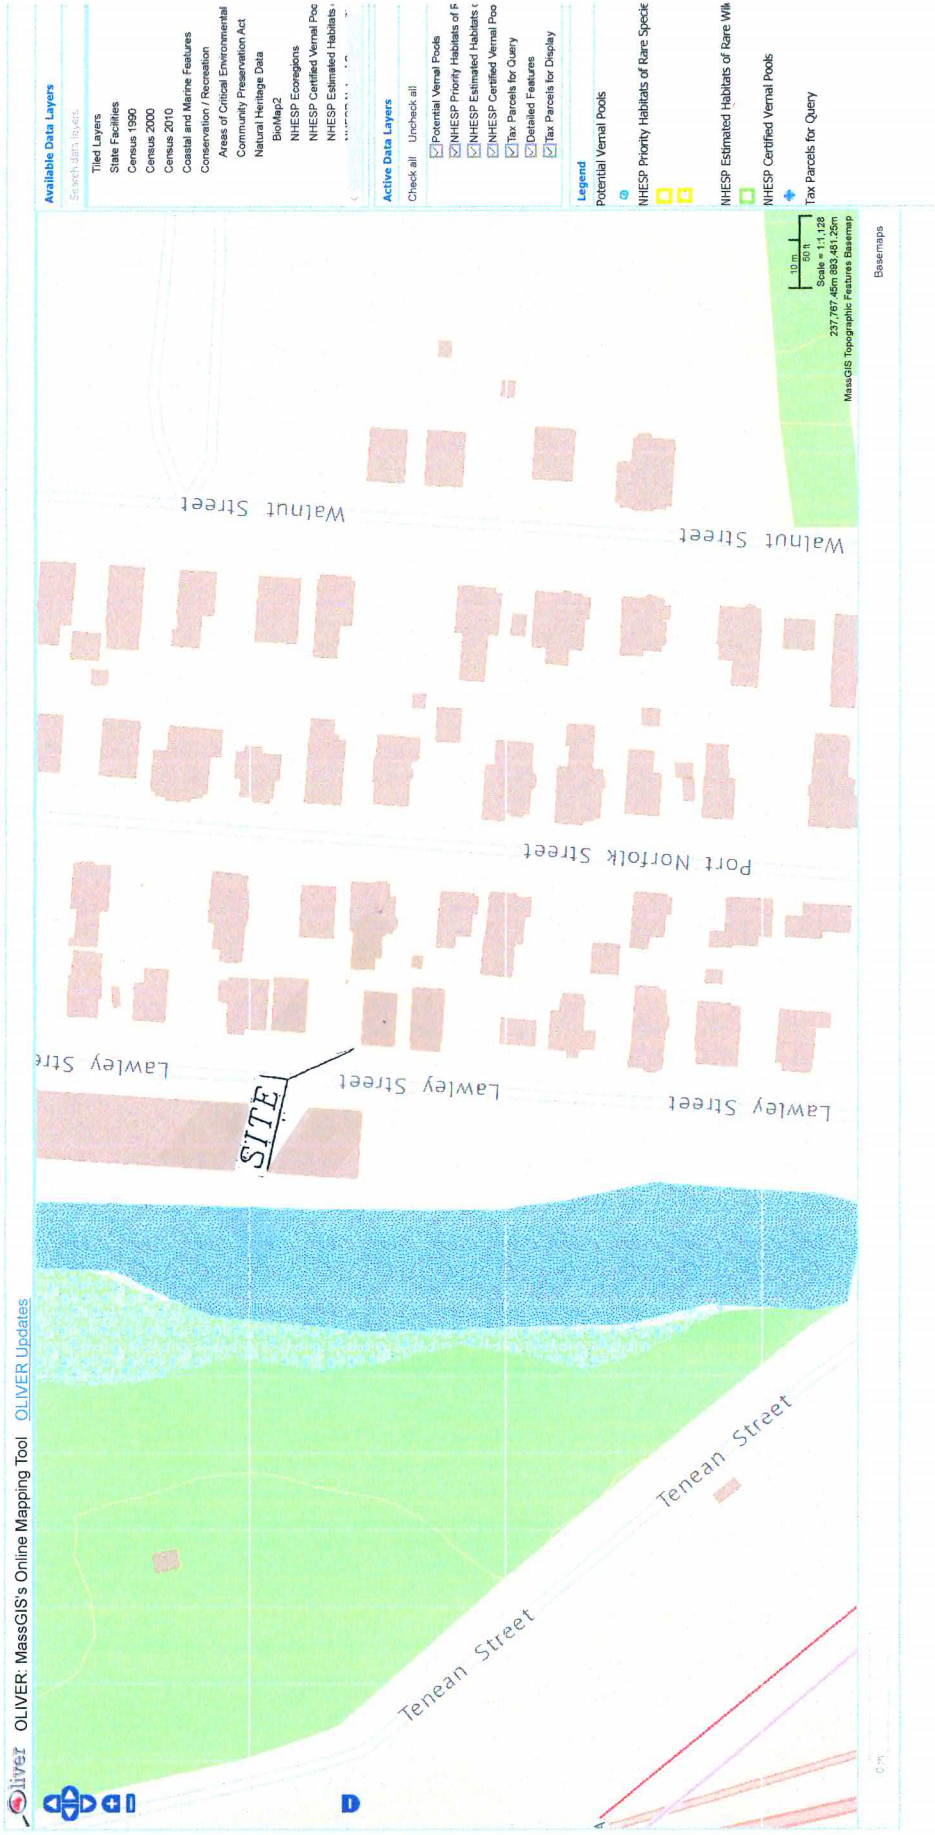 Oliver OLIVER: MassGIS's Online Mapping Tool OLIVER Updates
Available Data Layers
Search data layers
Tiled Layers
State Facilities
Census 1990
Census 2000
Census 2010
Coastal and Marine Features
Conservation / Recreation
Areas of Critical Environmental
Community Preservation Act
Natural Heritage Data
BioMap2
NHESP Ecoregions
NHESP Certified Vernal Poo
NHESP Estimated Habitats
Active Data Layers
Check all Uncheck all
Potential Vernal Pools
NHESP Priority Habitats of R
NHESP Estimated Habitats o
NHESP Certified Vernal Poo
Tax Parcels for Query
Detailed Features
Tax Parcels for Display
Legend
Potential Vernal Pools
NHESP Priority Habitats of Rare Specie
NHESP Estimated Habitats of Rare Wil
NHESP Certified Vernal Pools
Tax Parcels for Query
Walnut Street
Walnut Street
Port Norfolk Street
Lawley Stre
Lawley Street
Lawley Street
SITE
Tenean Street
Tenean Street
10 m
60 ft
Scale = 1:1,128
237,767.45m 893,481.25m
MassGIS Topographic Features Basemap
Basemaps
0 m